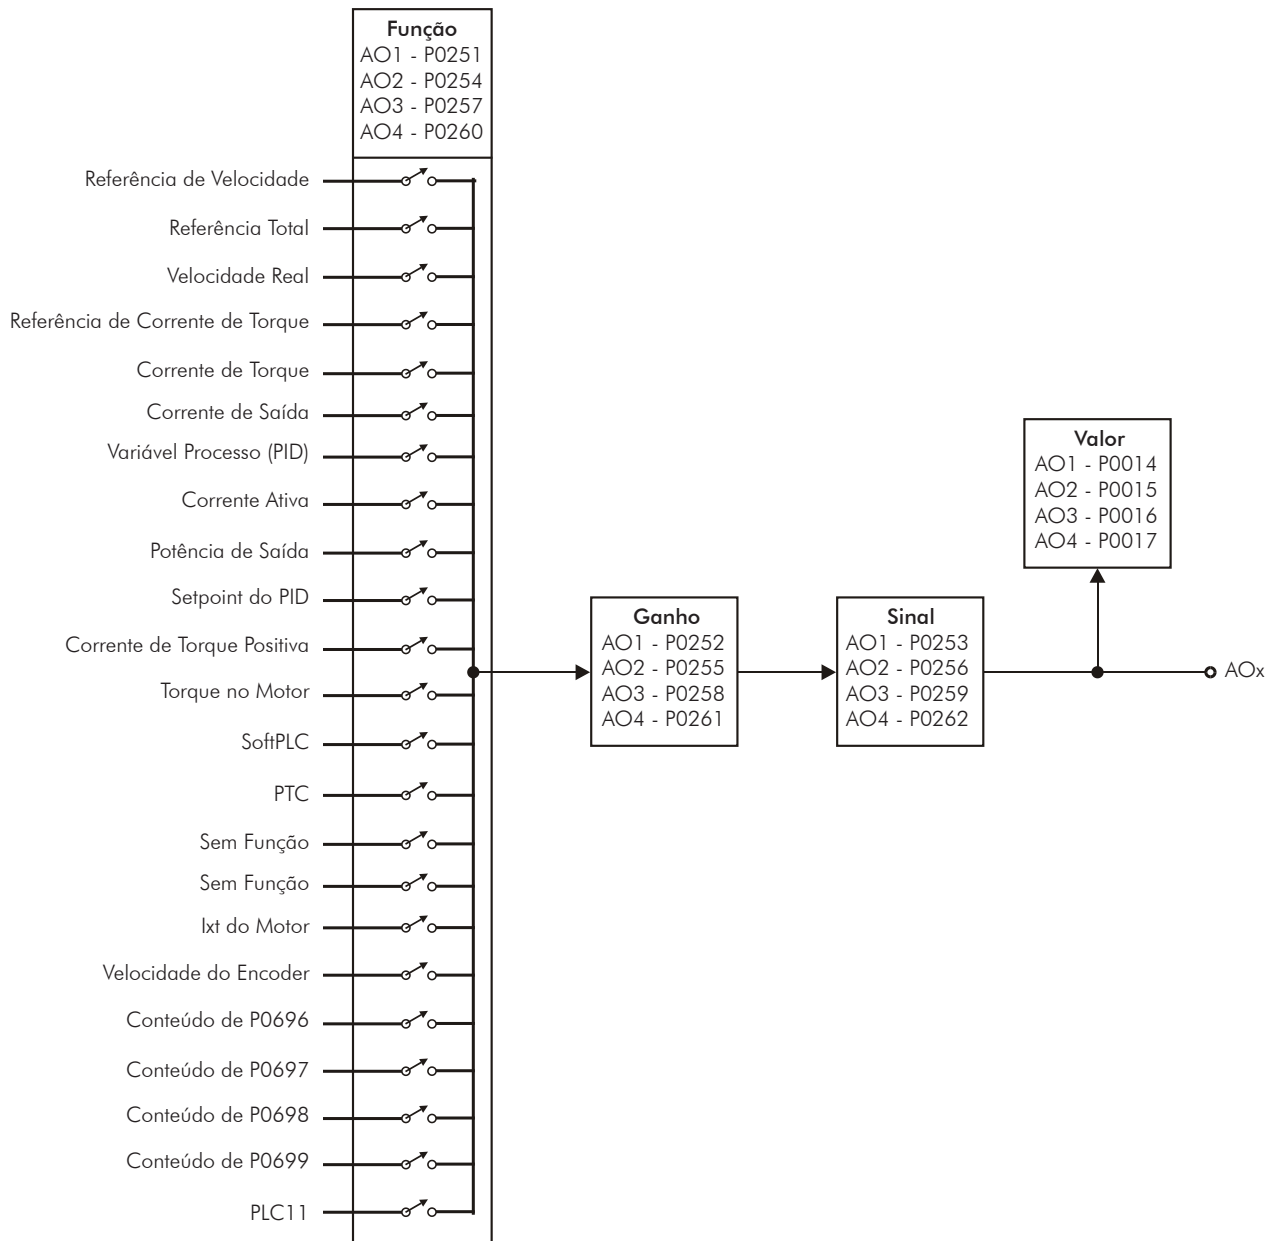 Função
AO1 - P0251
AO2 - P0254
AO3 - P0257
AO4 - P0260
Referência de Velocidade
Referência Total
Velocidade Real
Referência de Corrente de Torque
Corrente de Torque
Corrente de Saída
Variável Processo (PID)
Corrente Ativa
Potência de Saída
Setpoint do PID
Corrente de Torque Positiva
Torque no Motor
SoftPLC
PTC
Sem Função
Sem Função
Ixt do Motor
Velocidade do Encoder
Conteúdo de P0696
Conteúdo de P0697
Conteúdo de P0698
Conteúdo de P0699
PLC11
Ganho
AO1 - P0252
AO2 - P0255
AO3 - P0258
AO4 - P0261
Sinal
AO1 - P0253
AO2 - P0256
AO3 - P0259
AO4 - P0262
Valor
AO1 - P0014
AO2 - P0015
AO3 - P0016
AO4 - P0017
AOx